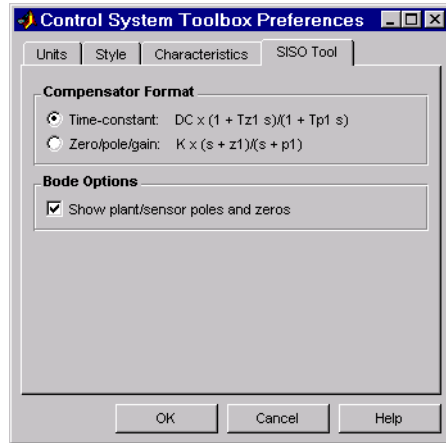 Control System Toolbox Preferences
Units Style Characteristics SISO Tool
Compensator Format
Time-constant: DC x (1 + Tz1 s)/(1 + Tp1 s)
Zero/pole/gain: K x (s + z1)/(s + p1)
Bode Options
Show plant/sensor poles and zeros
OK Cancel Help